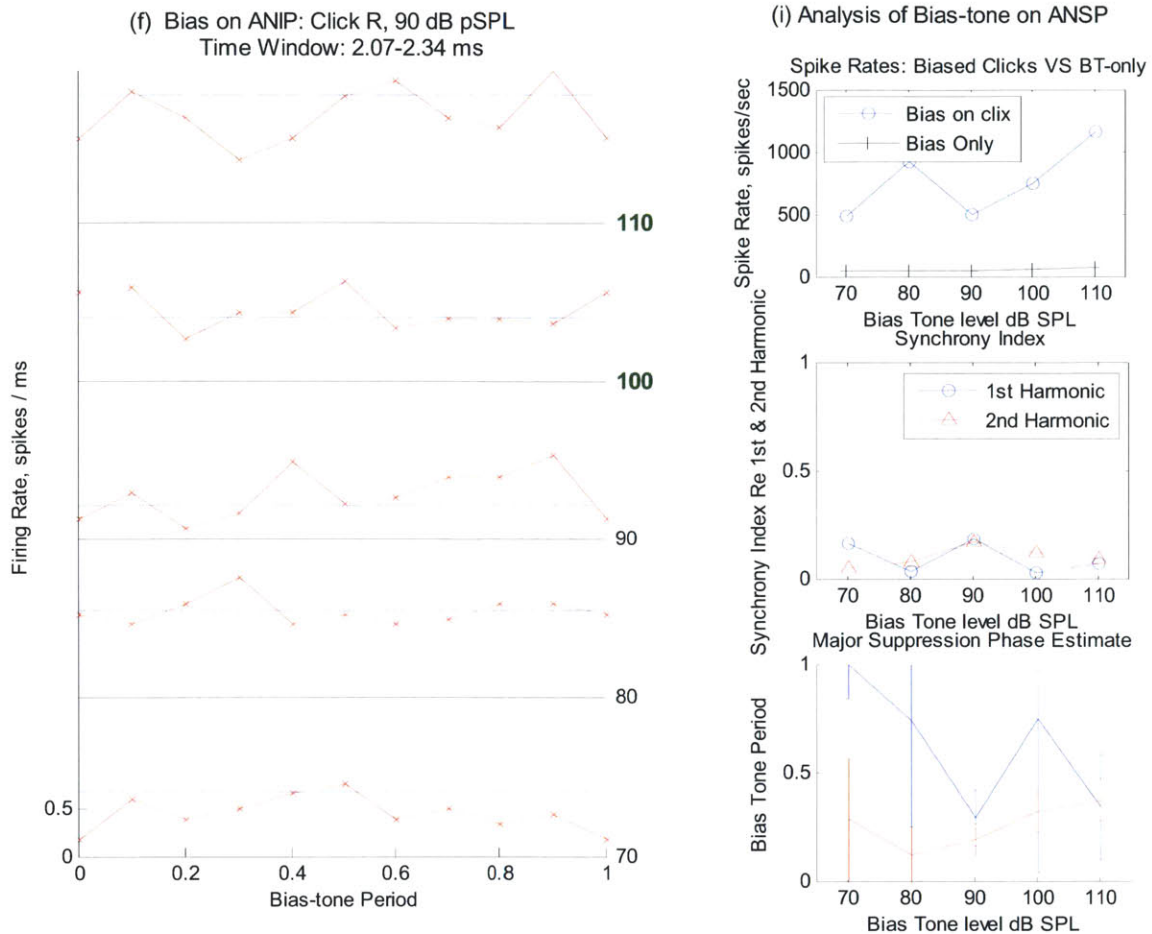 (f) Bias on ANIP: Click R, 90 dB pSPL
Time Window: 2.07-2.34 ms
110
100
90
80
70
Firing Rate, spikes / ms
0.5
0
0 0.2 0.4 0.6 0.8 1
Bias-tone Period
(i) Analysis of Bias-tone on ANSP
Spike Rates: Biased Clicks VS BT-only
Spike Rate, spikes/sec
1500
1000
500
0
Bias on clix
Bias Only
70 80 90 100 110
Bias Tone level dB SPL
Synchrony Index
Synchrony Index Re 1st & 2nd Harmonic
1
0.5
0
1st Harmonic
2nd Harmonic
70 80 90 100 110
Bias Tone level dB SPL
Major Suppression Phase Estimate
Bias Tone Period
1
0.5
0
70 80 90 100 110
Bias Tone level dB SPL